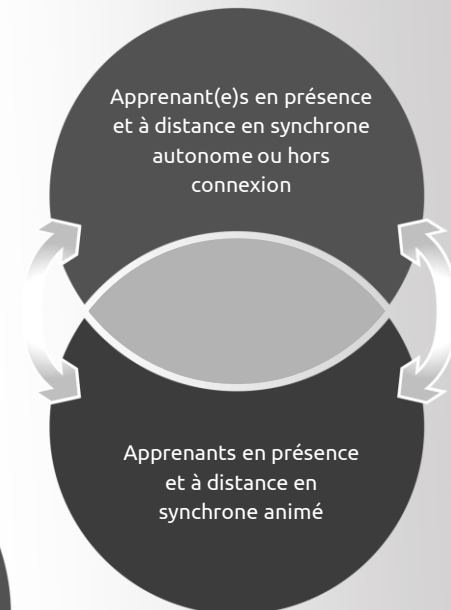 Apprenant(e)s en présence
et à distance en synchrone
autonome ou hors
connexion
Apprenants en présence
et à distance en
synchrone animé